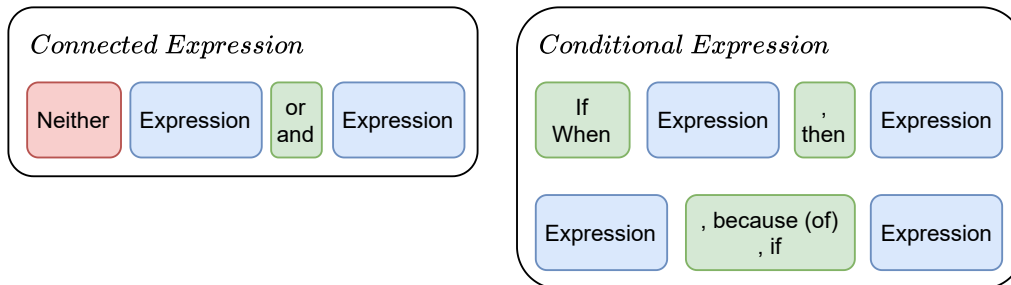 Connected Expression
Neither
Expression
or
and
Expression
Conditional Expression
If
When
Expression
,
then
Expression
Expression
, because (of)
, if
Expression